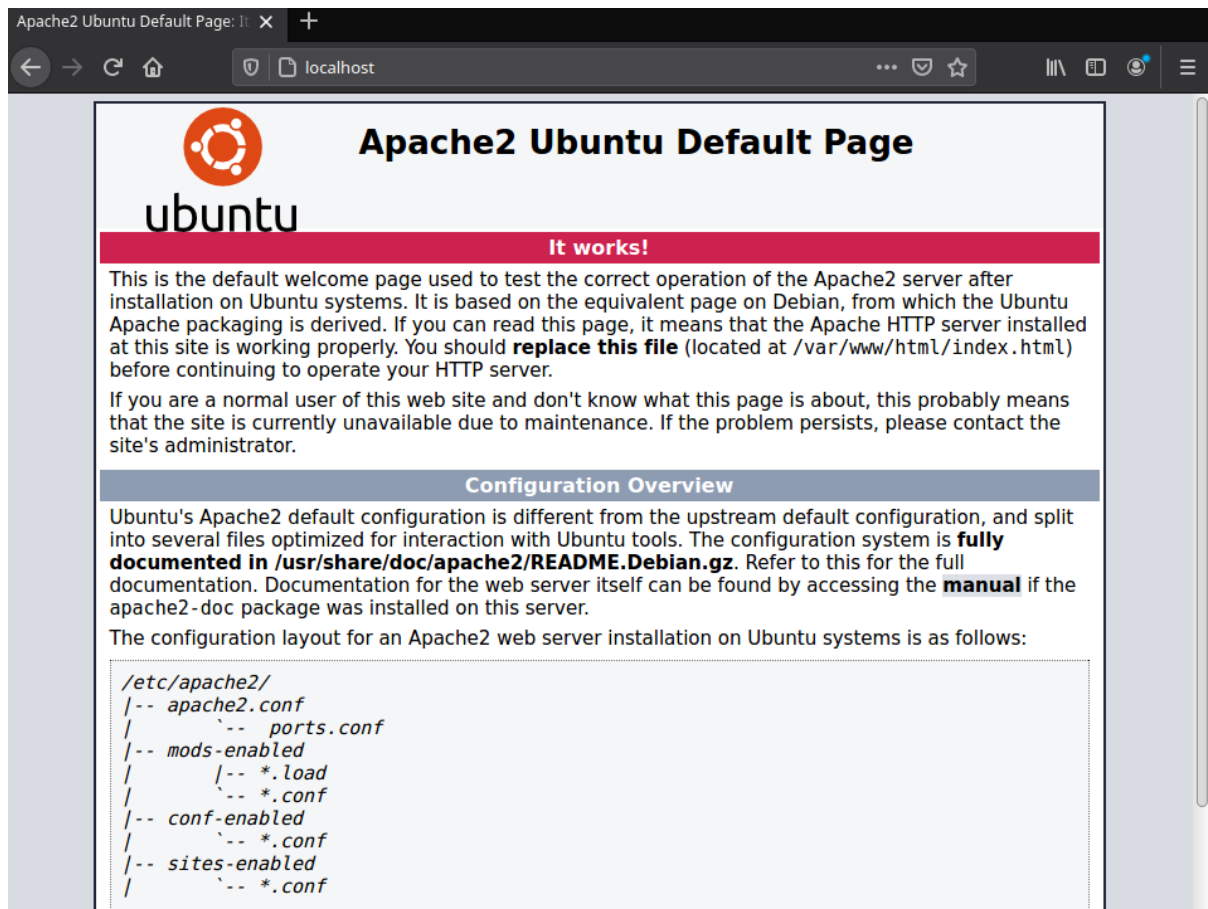 Apache2 Ubuntu Default Page: It
localhost
ubuntu
Apache2 Ubuntu Default Page
It works!
This is the default welcome page used to test the correct operation of the Apache2 server after
installation on Ubuntu systems. It is based on the equivalent page on Debian, from which the Ubuntu
Apache packaging is derived. If you can read this page, it means that the Apache HTTP server installed
at this site is working properly. You should replace this file (located at /var/www/html/index.html)
before continuing to operate your HTTP server.
If you are a normal user of this web site and don't know what this page is about, this probably means
that the site is currently unavailable due to maintenance. If the problem persists, please contact the
site's administrator.
Configuration Overview
Ubuntu's Apache2 default configuration is different from the upstream default configuration, and split
into several files optimized for interaction with Ubuntu tools. The configuration system is fully
documented in /usr/share/doc/apache2/README.Debian.gz. Refer to this for the full
documentation. Documentation for the web server itself can be found by accessing the manual if the
apache2-doc package was installed on this server.
The configuration layout for an Apache2 web server installation on Ubuntu systems is as follows:
/etc/apache2/
|-- apache2.conf
|       `--  ports.conf
|-- mods-enabled
|       |-- *.load
|       `-- *.conf
|-- conf-enabled
|       `-- *.conf
|-- sites-enabled
|       `-- *.conf